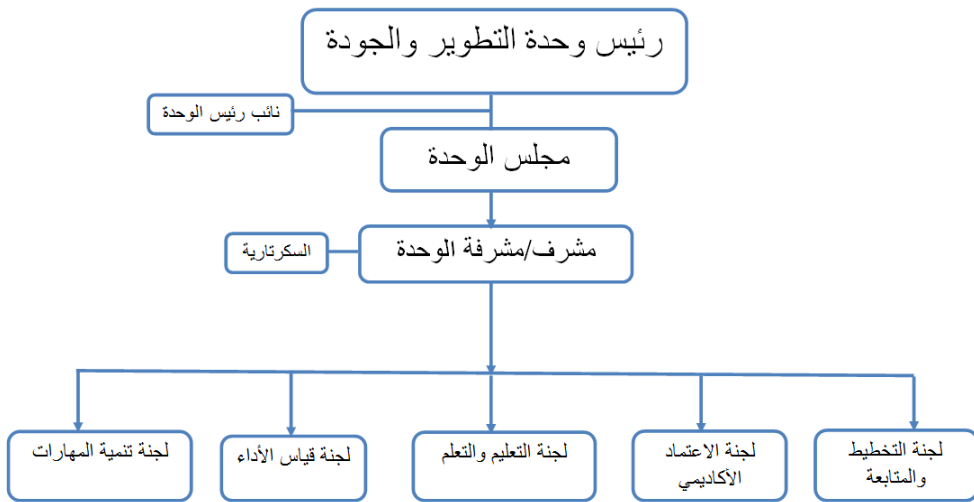 رئيس وحدة التطوير والجودة
نائب رئيس الوحدة
مجلس الوحدة
مشرف/مشرفة الوحدة
السكرتارية
لجنة التخطيط
والمتابعة
لجنة الاعتماد
الأكاديمي
لجنة التعليم والتعلم
لجنة قياس الأداء
لجنة تنمية المهارات